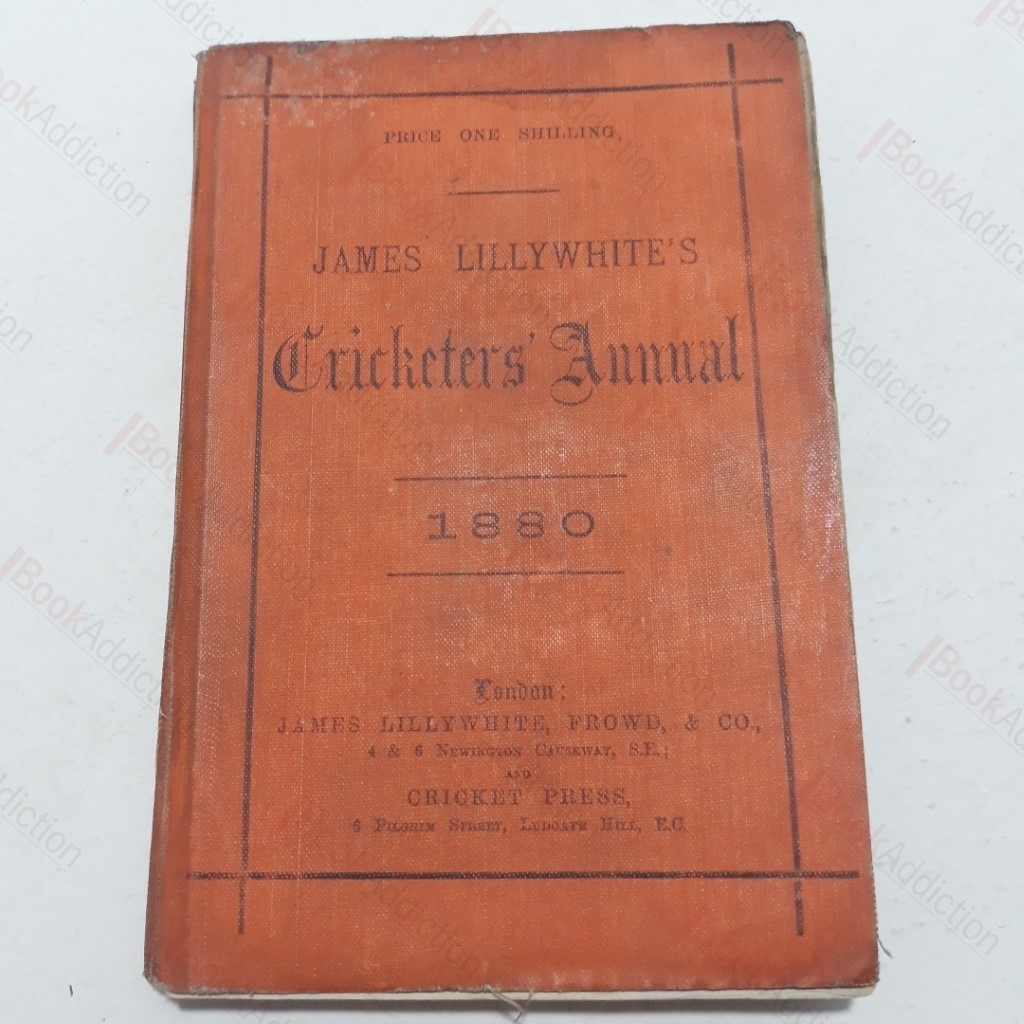 PRICE ONE SHILLING.
JAMES LILLYWHITE'S
Cricketers' Annual
1880
London:
JAMES LILLYWHITE, FROWD, & CO.,
4 & 6 NEWINGTON CAUSEWAY, S.E.;
AND
CRICKET PRESS,
6 PILGRIM STREET, LUDGATE HILL, E.C.
BookAddiction